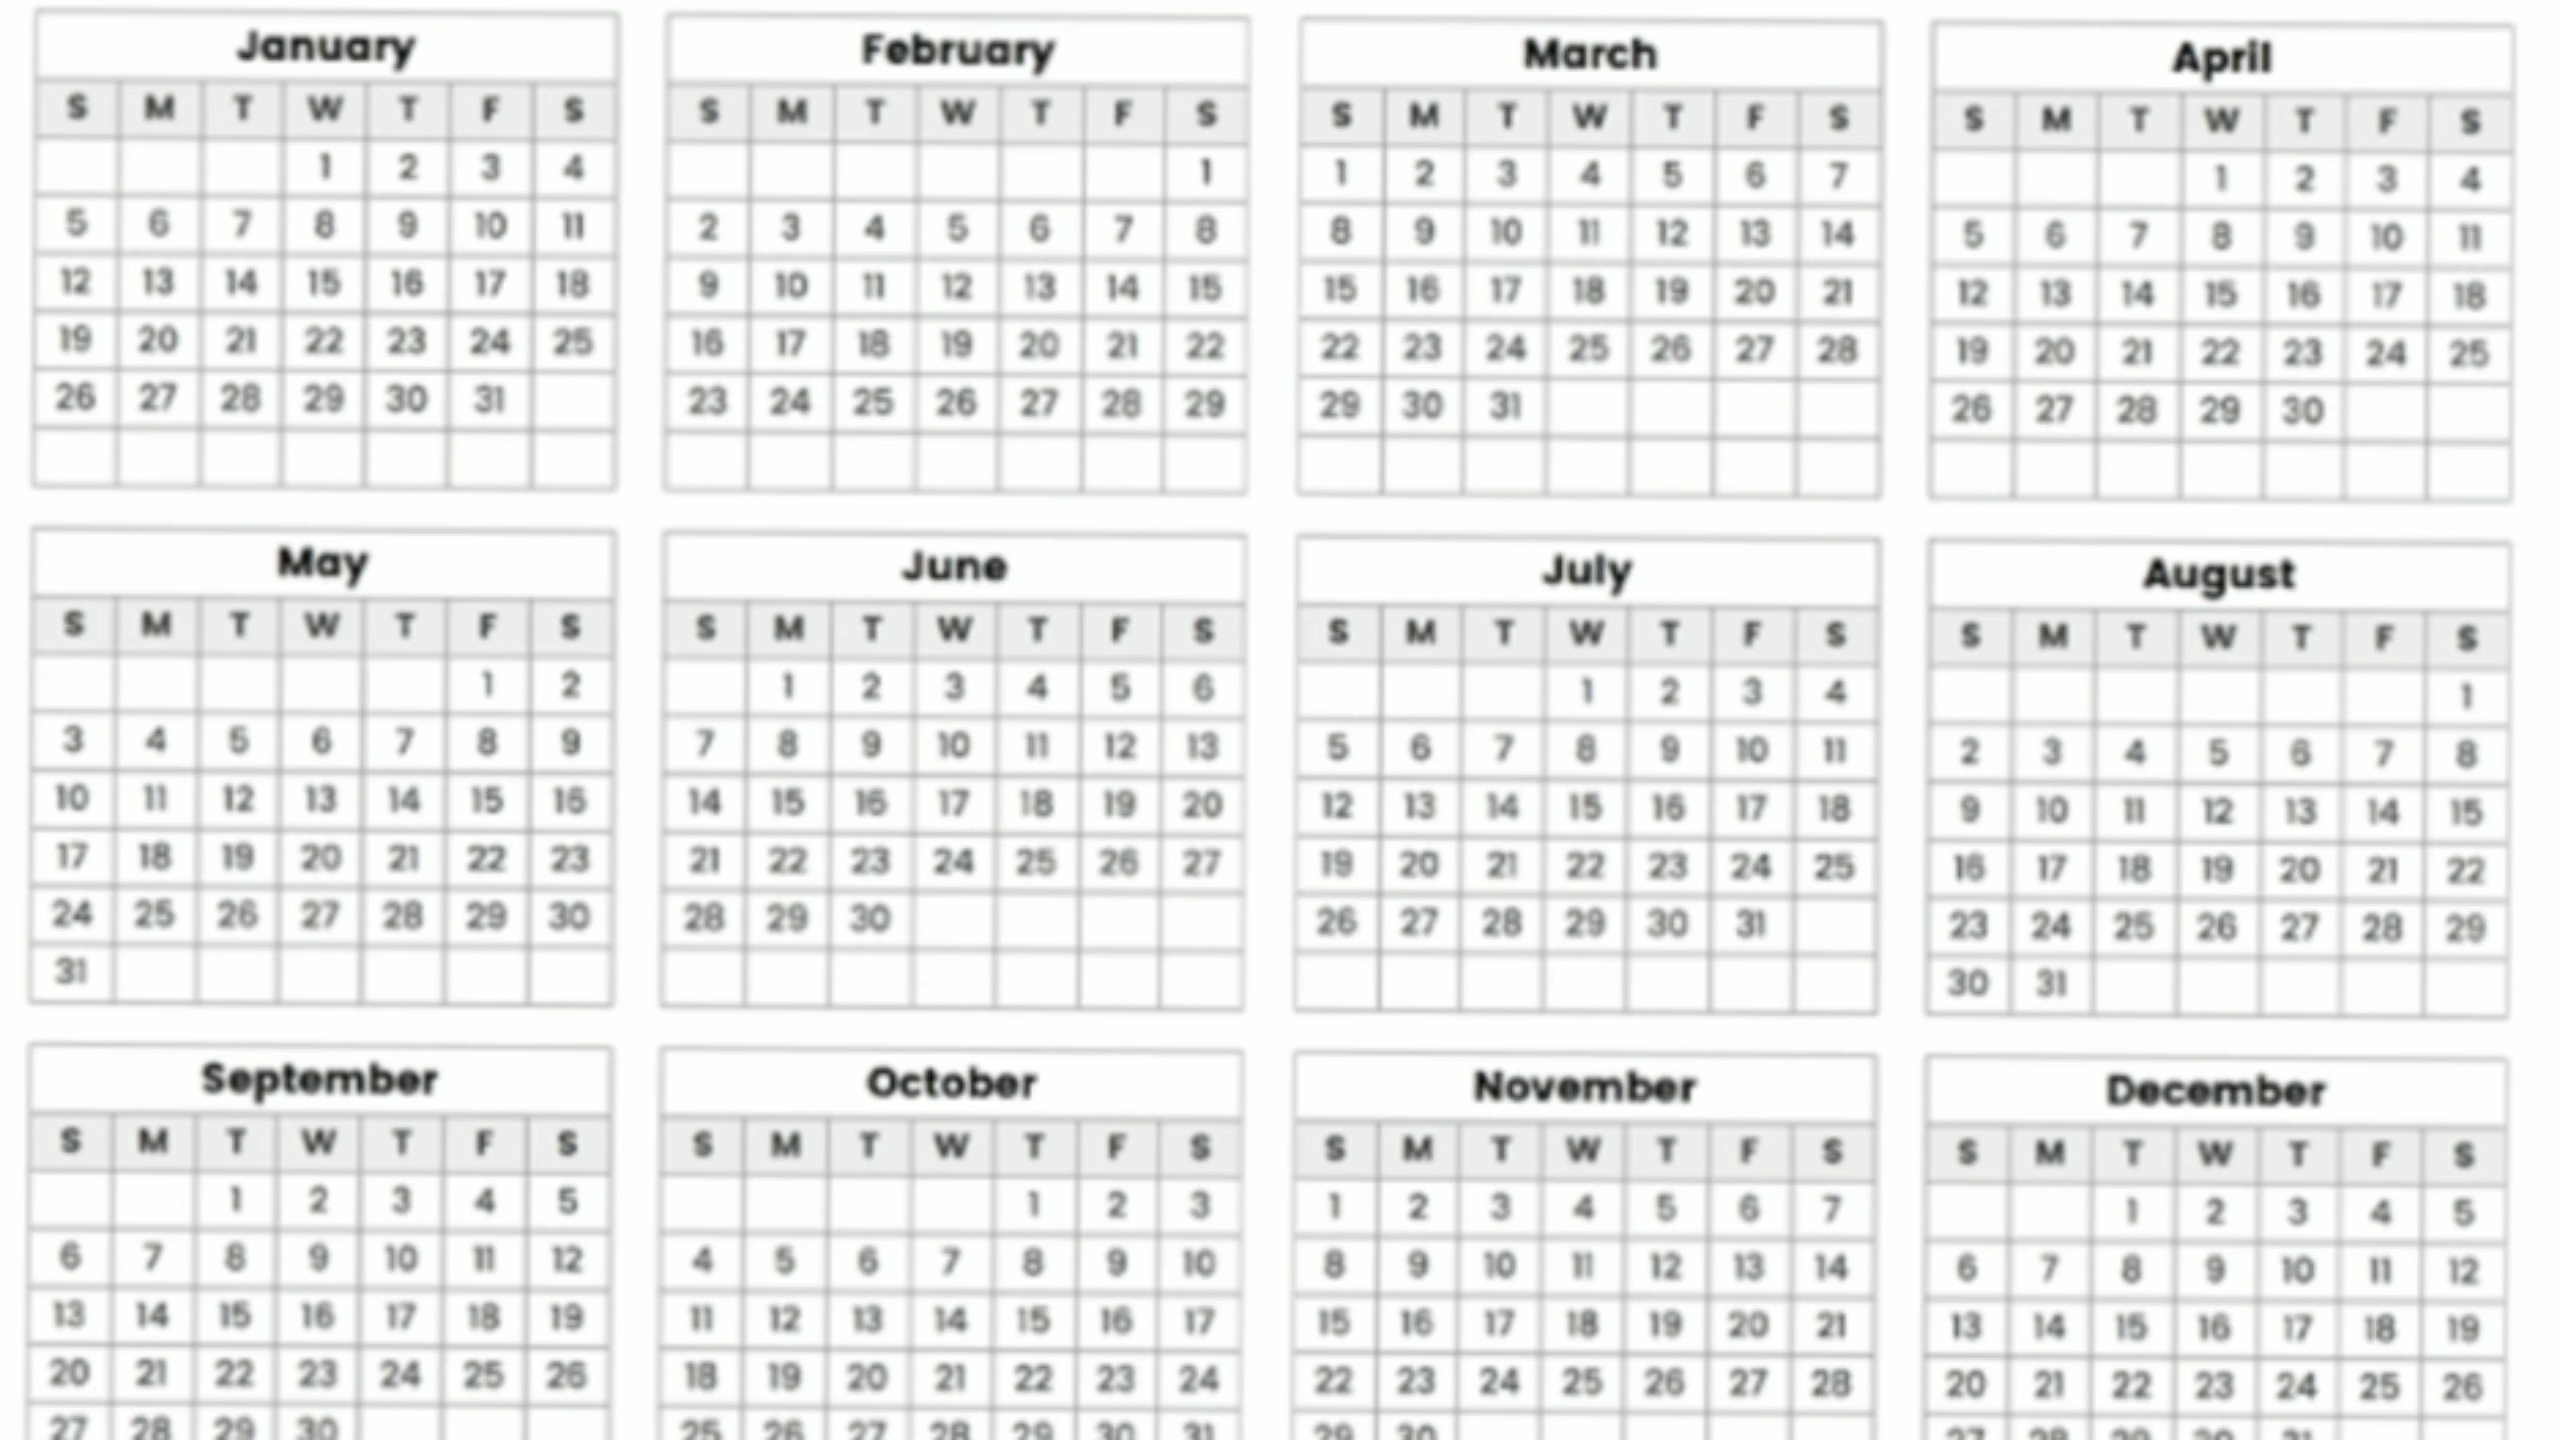 January
S M T W T F S
1 2 3 4
5 6 7 8 9 10 11
12 13 14 15 16 17 18
19 20 21 22 23 24 25
26 27 28 29 30 31
February
S M T W T F S
1
2 3 4 5 6 7 8
9 10 11 12 13 14 15
16 17 18 19 20 21 22
23 24 25 26 27 28 29
March
S M T W T F S
1 2 3 4 5 6 7
8 9 10 11 12 13 14
15 16 17 18 19 20 21
22 23 24 25 26 27 28
29 30 31
April
S M T W T F S
1 2 3 4
5 6 7 8 9 10 11
12 13 14 15 16 17 18
19 20 21 22 23 24 25
26 27 28 29 30
May
S M T W T F S
1 2
3 4 5 6 7 8 9
10 11 12 13 14 15 16
17 18 19 20 21 22 23
24 25 26 27 28 29 30
31
June
S M T W T F S
1 2 3 4 5 6
7 8 9 10 11 12 13
14 15 16 17 18 19 20
21 22 23 24 25 26 27
28 29 30
July
S M T W T F S
1 2 3 4
5 6 7 8 9 10 11
12 13 14 15 16 17 18
19 20 21 22 23 24 25
26 27 28 29 30 31
August
S M T W T F S
1
2 3 4 5 6 7 8
9 10 11 12 13 14 15
16 17 18 19 20 21 22
23 24 25 26 27 28 29
30 31
September
S M T W T F S
1 2 3 4 5
6 7 8 9 10 11 12
13 14 15 16 17 18 19
20 21 22 23 24 25 26
27 28 29 30
October
S M T W T F S
1 2 3
4 5 6 7 8 9 10
11 12 13 14 15 16 17
18 19 20 21 22 23 24
25 26 27 28 29 30 31
November
S M T W T F S
1 2 3 4 5 6 7
8 9 10 11 12 13 14
15 16 17 18 19 20 21
22 23 24 25 26 27 28
29 30
December
S M T W T F S
1 2 3 4 5
6 7 8 9 10 11 12
13 14 15 16 17 18 19
20 21 22 23 24 25 26
27 28 29 30 31